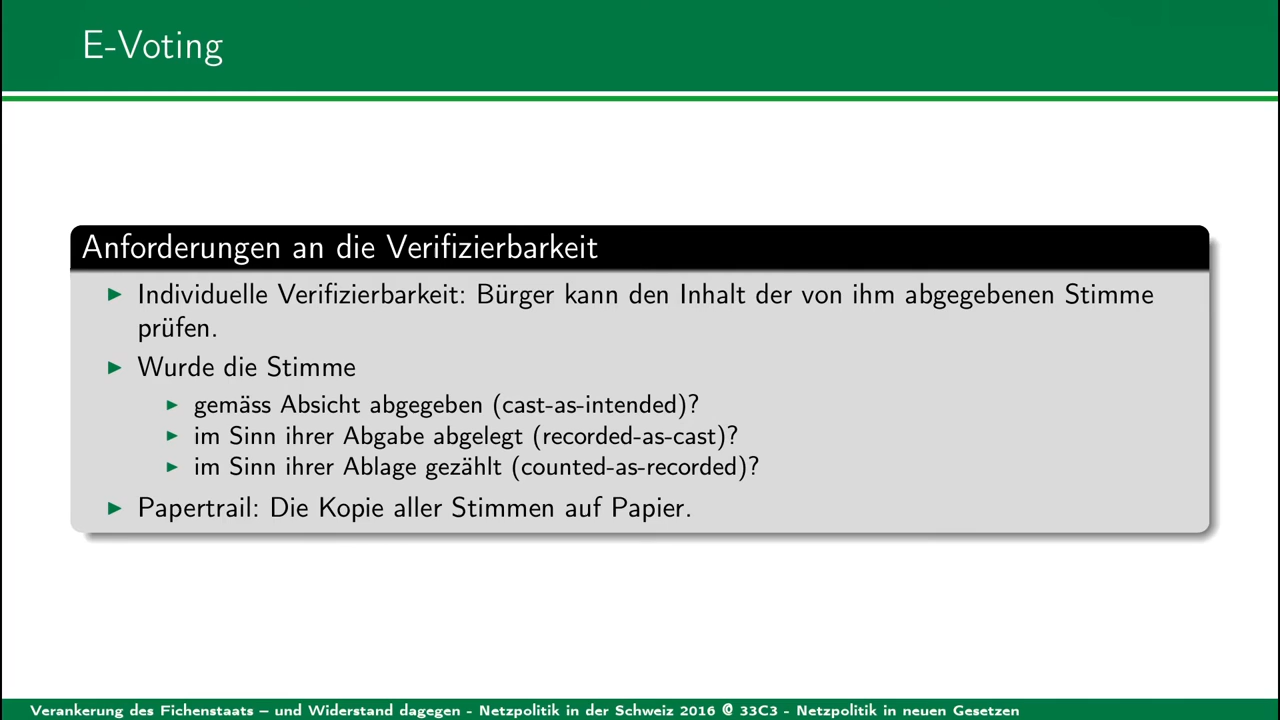 E-Voting
Anforderungen an die Verifizierbarkeit
Individuelle Verifizierbarkeit: Bürger kann den Inhalt der von ihm abgegebenen Stimme
prüfen.
Wurde die Stimme
gemäss Absicht abgegeben (cast-as-intended)?
im Sinn ihrer Abgabe abgelegt (recorded-as-cast)?
im Sinn ihrer Ablage gezählt (counted-as-recorded)?
Papertrail: Die Kopie aller Stimmen auf Papier.
Verankerung des Fichenstaats – und Widerstand dagegen - Netzpolitik in der Schweiz 2016 @ 33C3 - Netzpolitik in neuen Gesetzen